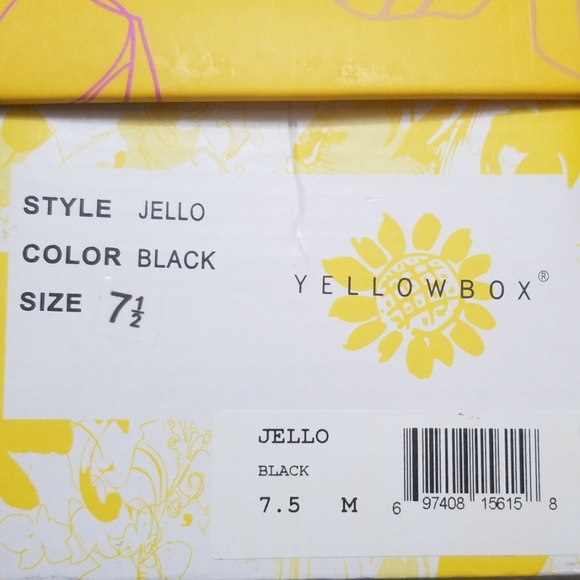 STYLE JELLO
COLOR BLACK
SIZE 7½
YELLOWBOX®
JELLO
BLACK
7.5 M
6 97408 15615 8